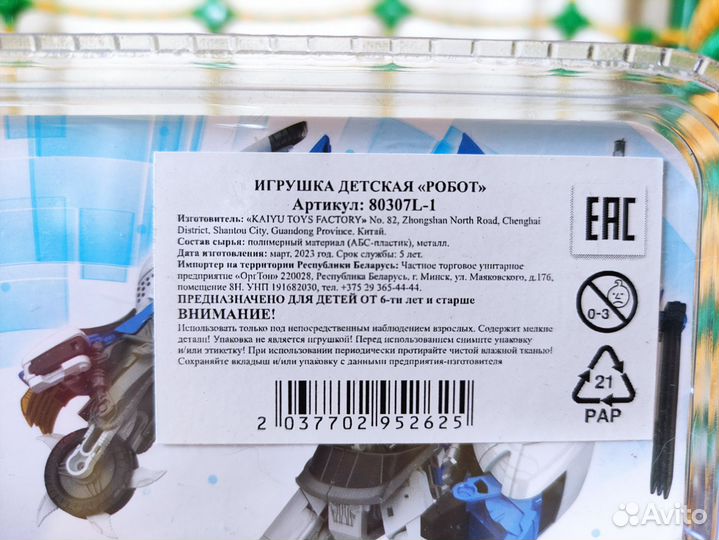 ИГРУШКА ДЕТСКАЯ «РОБОТ»
Артикул: 80307L-1
Изготовитель: «KAIYU TOYS FACTORY» No. 82, Zhongshan North Road, Chenghai
District, Shantou City, Guandong Province, Китай.
Состав сырья: полимерный материал (АБС-пластик), металл.
Дата изготовления: март, 2023 год. Срок службы: 5 лет.
Импортер на территории Республики Беларусь: Частное торговое унитарное
предприятие «ОргТон» 220028, Республика Беларусь, г. Минск, ул. Маяковского, д.176,
помещение 8Н. УНП 191682030, тел. +375 29 365-44-44.
ПРЕДНАЗНАЧЕНО ДЛЯ ДЕТЕЙ ОТ 6-ти лет и старше
ВНИМАНИЕ!
Использовать только под непосредственным наблюдением взрослых. Содержит мелкие
детали! Упаковка не является игрушкой! Перед использованием снимите упаковку
и/или этикетку! При использовании периодически протирайте чистой влажной тканью!
Сохраняйте вкладыш и/или упаковку с данными предприятия-изготовителя
2 037702 952625
EAC
0-3
21
PAP
Avito